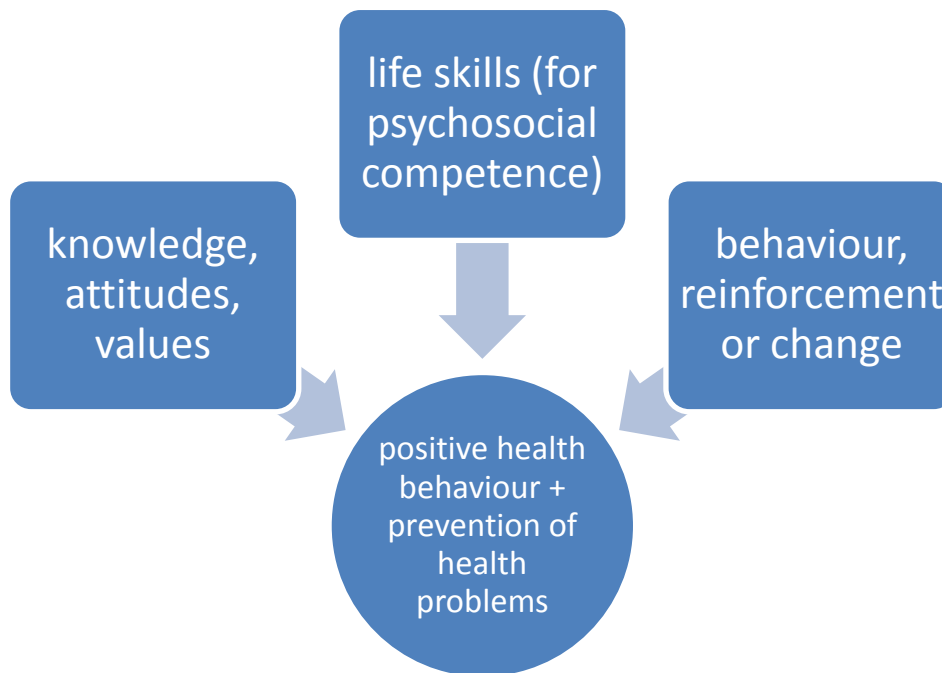 life skills (for
psychosocial
competence)
knowledge,
attitudes,
values
behaviour,
reinforcement
or change
positive health
behaviour +
prevention of
health
problems